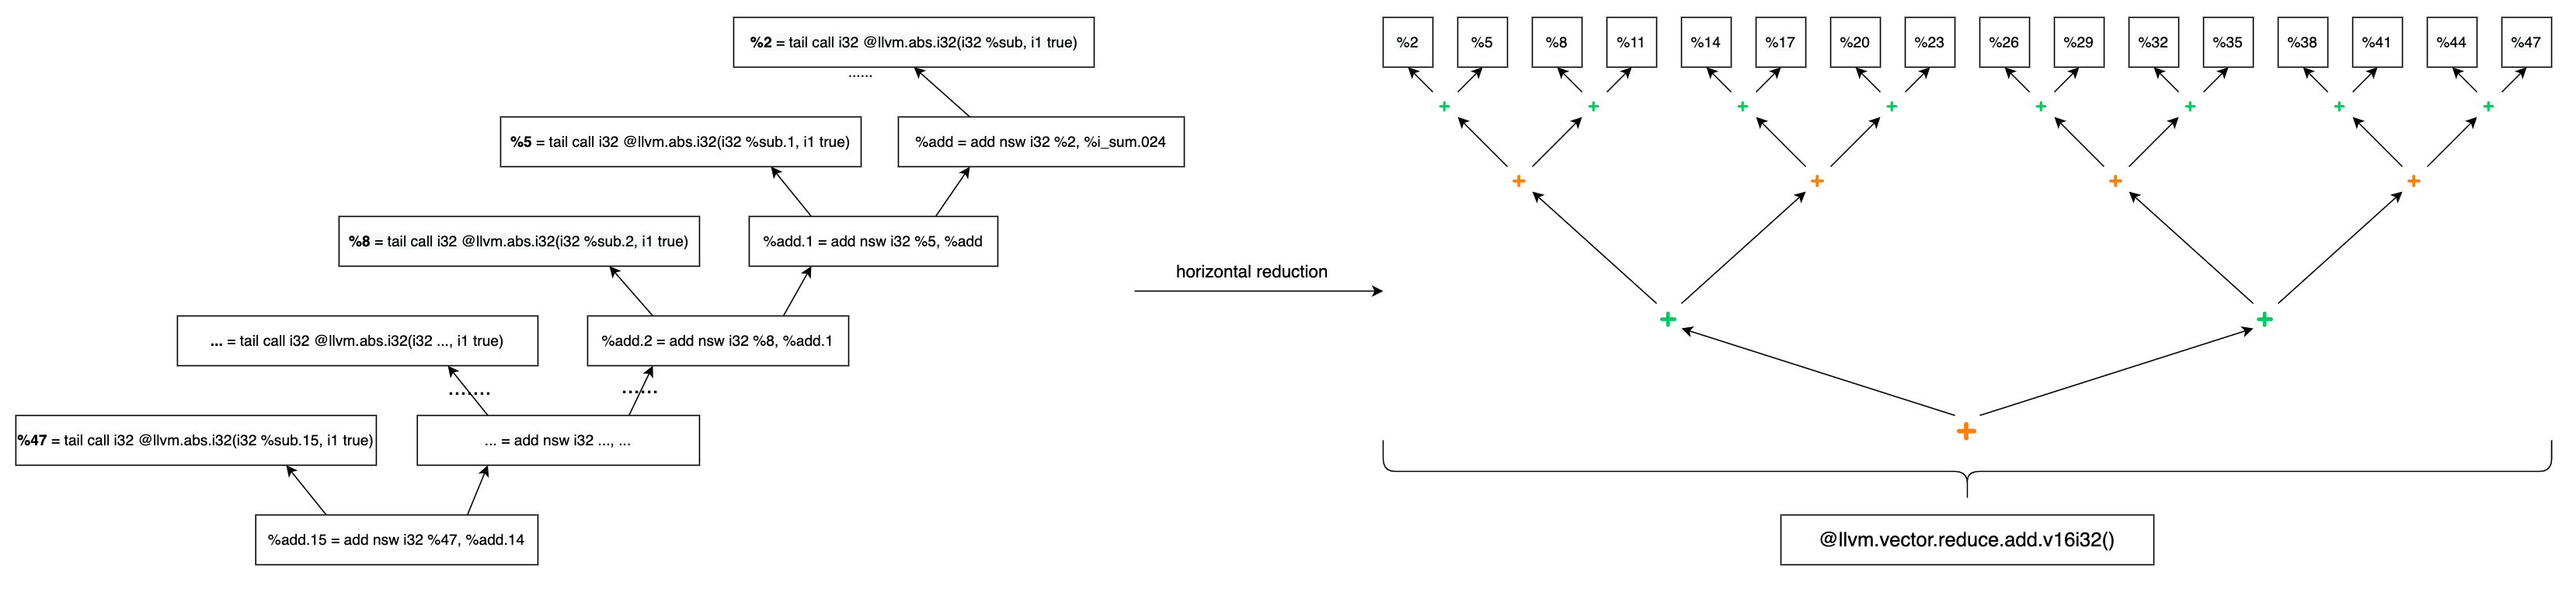 %2 = tail call i32 @llvm.abs.i32(i32 %sub, i1 true)
......
%5 = tail call i32 @llvm.abs.i32(i32 %sub.1, i1 true)
%add = add nsw i32 %2, %i_sum.024
%8 = tail call i32 @llvm.abs.i32(i32 %sub.2, i1 true)
%add.1 = add nsw i32 %5, %add
... = tail call i32 @llvm.abs.i32(i32 ..., i1 true)
%add.2 = add nsw i32 %8, %add.1
.......
......
%47 = tail call i32 @llvm.abs.i32(i32 %sub.15, i1 true)
... = add nsw i32 ..., ...
%add.15 = add nsw i32 %47, %add.14
horizontal reduction
%2 %5 %8 %11 %14 %17 %20 %23 %26 %29 %32 %35 %38 %41 %44 %47
+ + + + + + + +
+ + + +
+ +
+
@llvm.vector.reduce.add.v16i32()